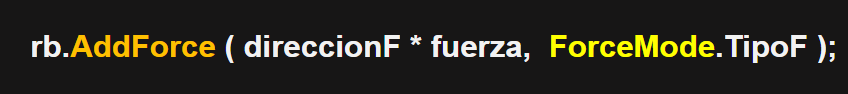 rb.AddForce ( direccionF * fuerza,  ForceMode.TipoF );